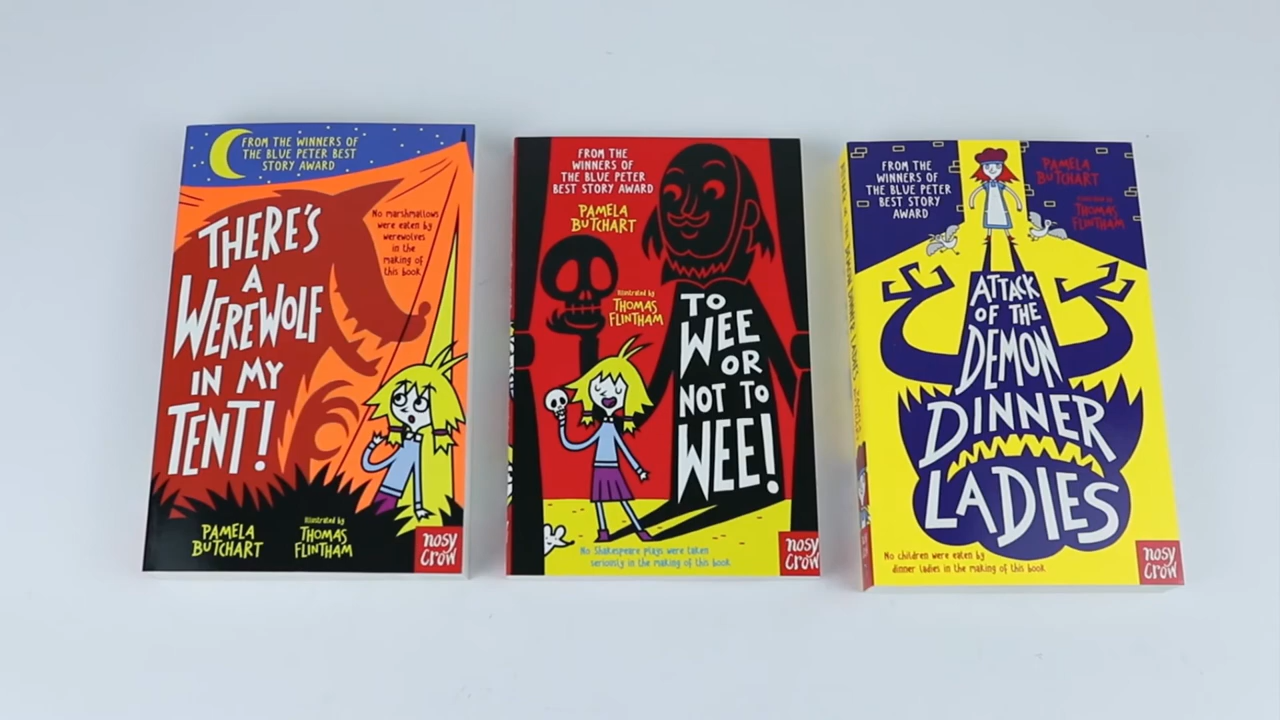 FROM THE WINNERS OF
THE BLUE PETER BEST
STORY AWARD
No marshmallows
were eaten by
werewolves
in the
making of
this book
THERE'S
A
WEREWOLF
IN MY
TENT!
PAMELA
BUTCHART
Illustrated by
THOMAS
FLINTHAM
nosy
crow
FROM THE
WINNERS OF
THE BLUE PETER
BEST STORY AWARD
PAMELA
BUTCHART
Illustrated by
THOMAS
FLINTHAM
TO
WEE
OR
NOT TO
WEE!
No Shakespeare plays were taken
seriously in the making of this book
nosy
crow
FROM THE
WINNERS OF
THE BLUE PETER
BEST STORY
AWARD
PAMELA
BUTCHART
Illustrated by
THOMAS
FLINTHAM
ATTACK
OF THE
DEMON
DINNER
LADIES
No children were eaten by
dinner ladies in the making of this book
nosy
crow